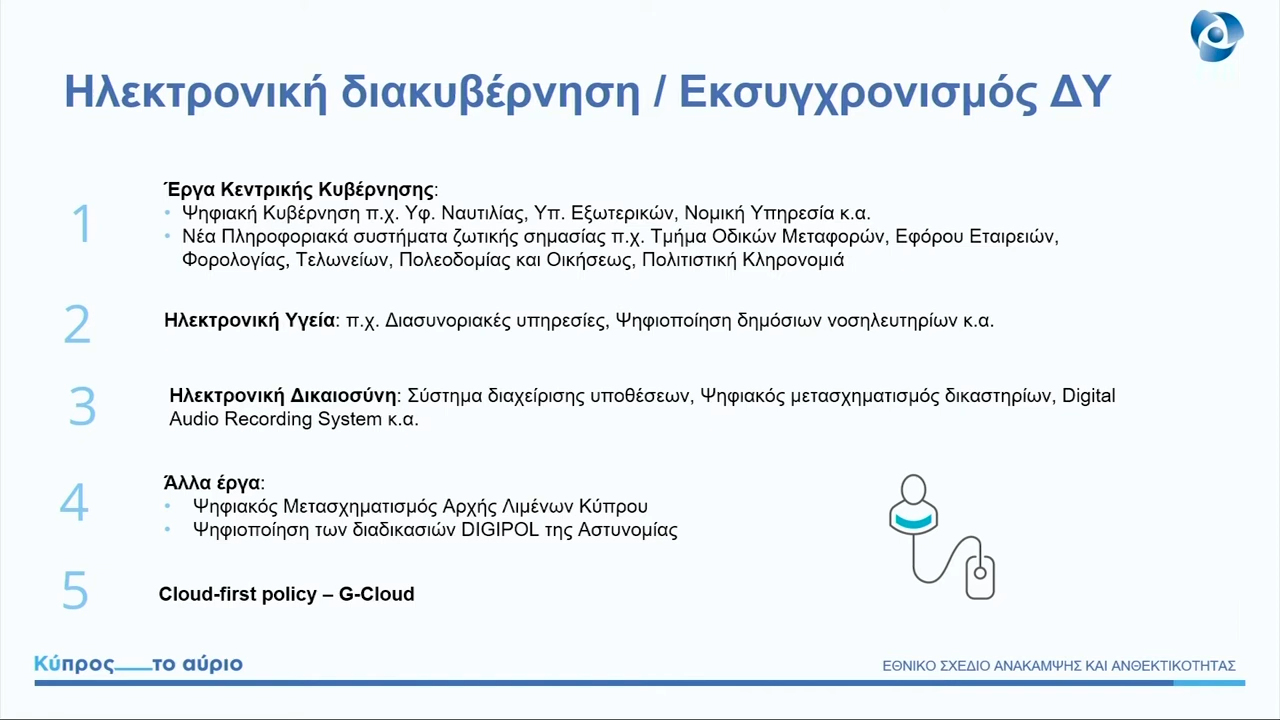 Ηλεκτρονική διακυβέρνηση / Εκσυγχρονισμός ΔΥ
1
Έργα Κεντρικής Κυβέρνησης:
• Ψηφιακή Κυβέρνηση π.χ. Υφ. Ναυτιλίας, Υπ. Εξωτερικών, Νομική Υπηρεσία κ.α.
• Νέα Πληροφοριακά συστήματα ζωτικής σημασίας π.χ. Τμήμα Οδικών Μεταφορών, Εφόρου Εταιρειών,
Φορολογίας, Τελωνείων, Πολεοδομίας και Οικήσεως, Πολιτιστική Κληρονομιά
2
Ηλεκτρονική Υγεία: π.χ. Διασυνοριακές υπηρεσίες, Ψηφιοποίηση δημόσιων νοσηλευτηρίων κ.α.
3
Ηλεκτρονική Δικαιοσύνη: Σύστημα διαχείρισης υποθέσεων, Ψηφιακός μετασχηματισμός δικαστηρίων, Digital
Audio Recording System κ.α.
4
Άλλα έργα:
• Ψηφιακός Μετασχηματισμός Αρχής Λιμένων Κύπρου
• Ψηφιοποίηση των διαδικασιών DIGIPOL της Αστυνομίας
5
Cloud-first policy – G-Cloud
Κύπρος___το αύριο
ΕΘΝΙΚΟ ΣΧΕΔΙΟ ΑΝΑΚΑΜΨΗΣ ΚΑΙ ΑΝΘΕΚΤΙΚΟΤΗΤΑΣ